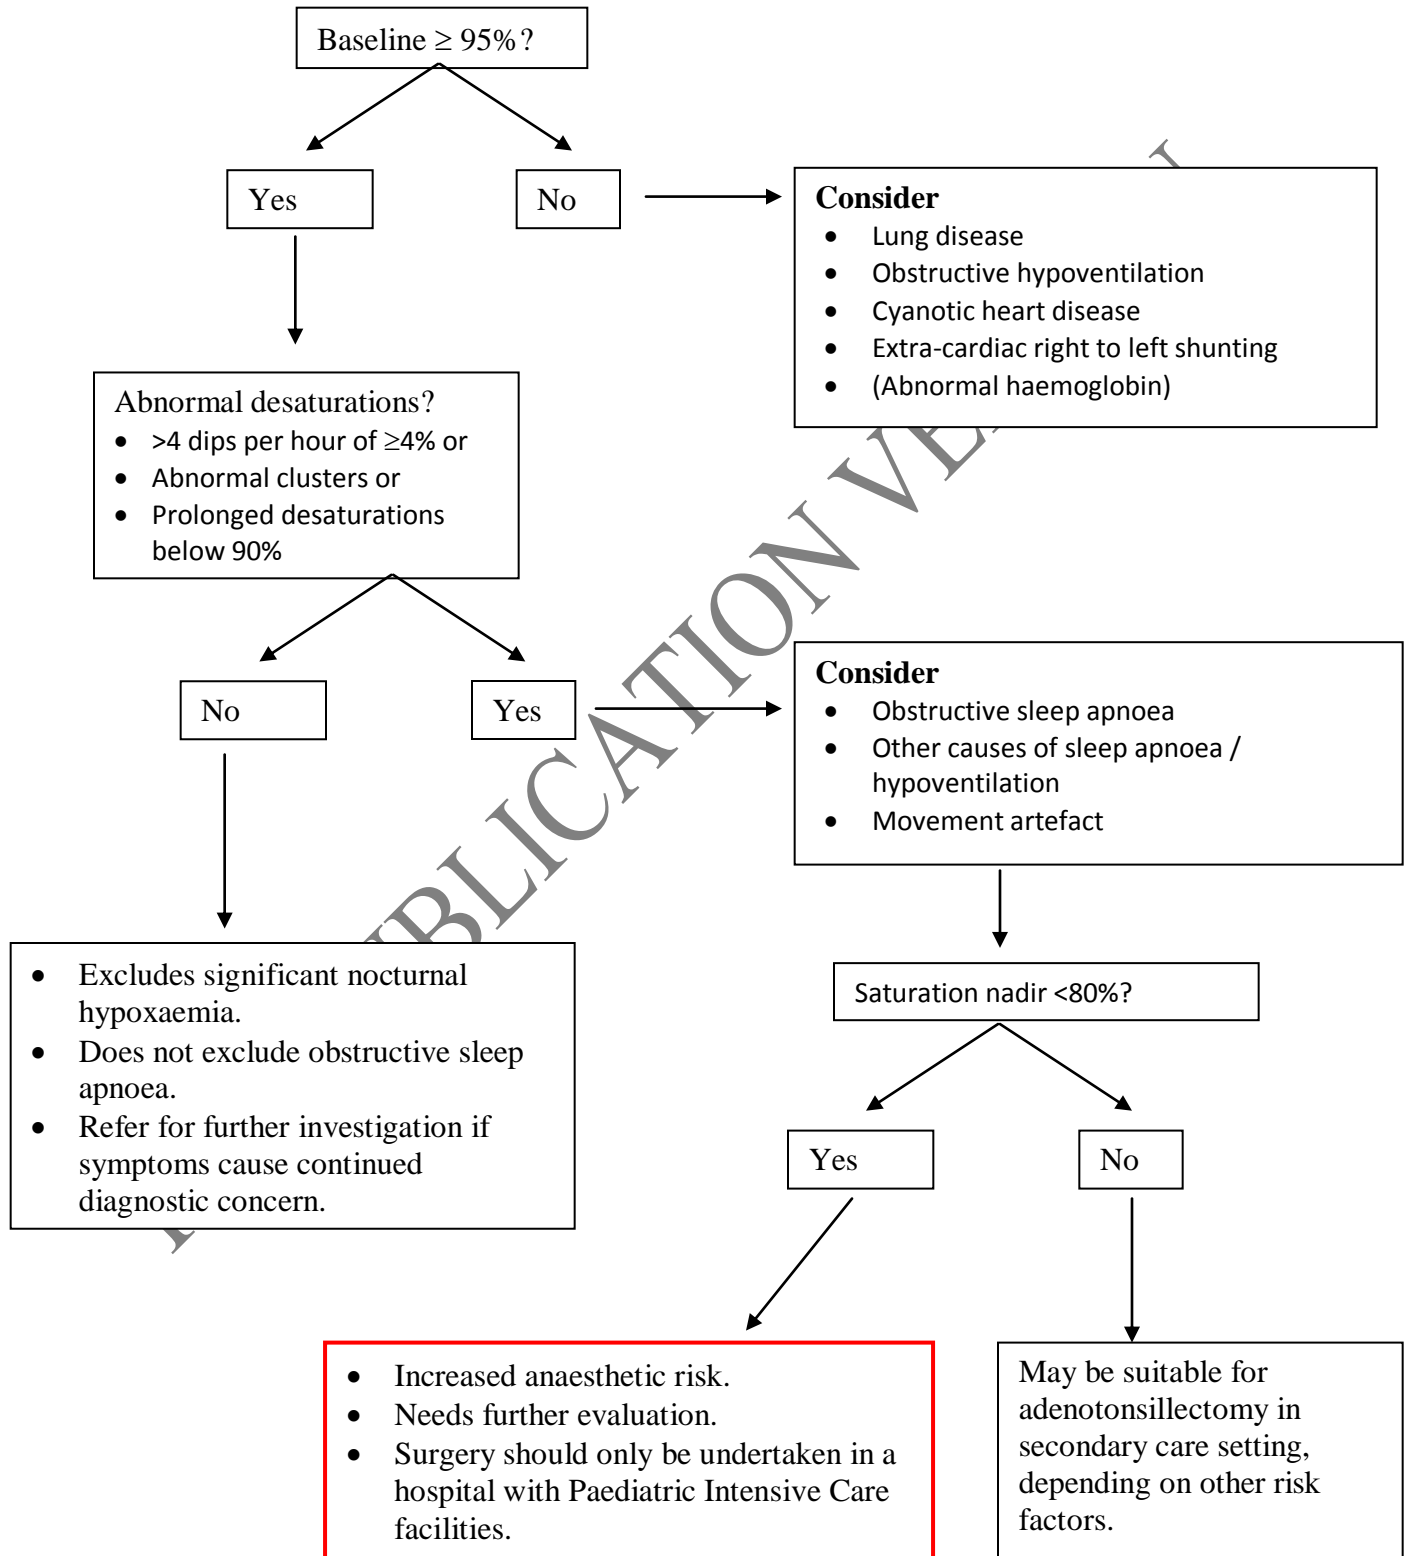 Baseline ≥ 95%?
Yes
No
Consider
• Lung disease
• Obstructive hypoventilation
• Cyanotic heart disease
• Extra-cardiac right to left shunting
• (Abnormal haemoglobin)
Abnormal desaturations?
• >4 dips per hour of ≥4% or
• Abnormal clusters or
• Prolonged desaturations
below 90%
No
Yes
Consider
• Obstructive sleep apnoea
• Other causes of sleep apnoea /
hypoventilation
• Movement artefact
• Excludes significant nocturnal
hypoxaemia.
• Does not exclude obstructive sleep
apnoea.
• Refer for further investigation if
symptoms cause continued
diagnostic concern.
Saturation nadir <80%?
Yes
No
• Increased anaesthetic risk.
• Needs further evaluation.
• Surgery should only be undertaken in a
hospital with Paediatric Intensive Care
facilities.
May be suitable for
adenotonsillectomy in
secondary care setting,
depending on other risk
factors.